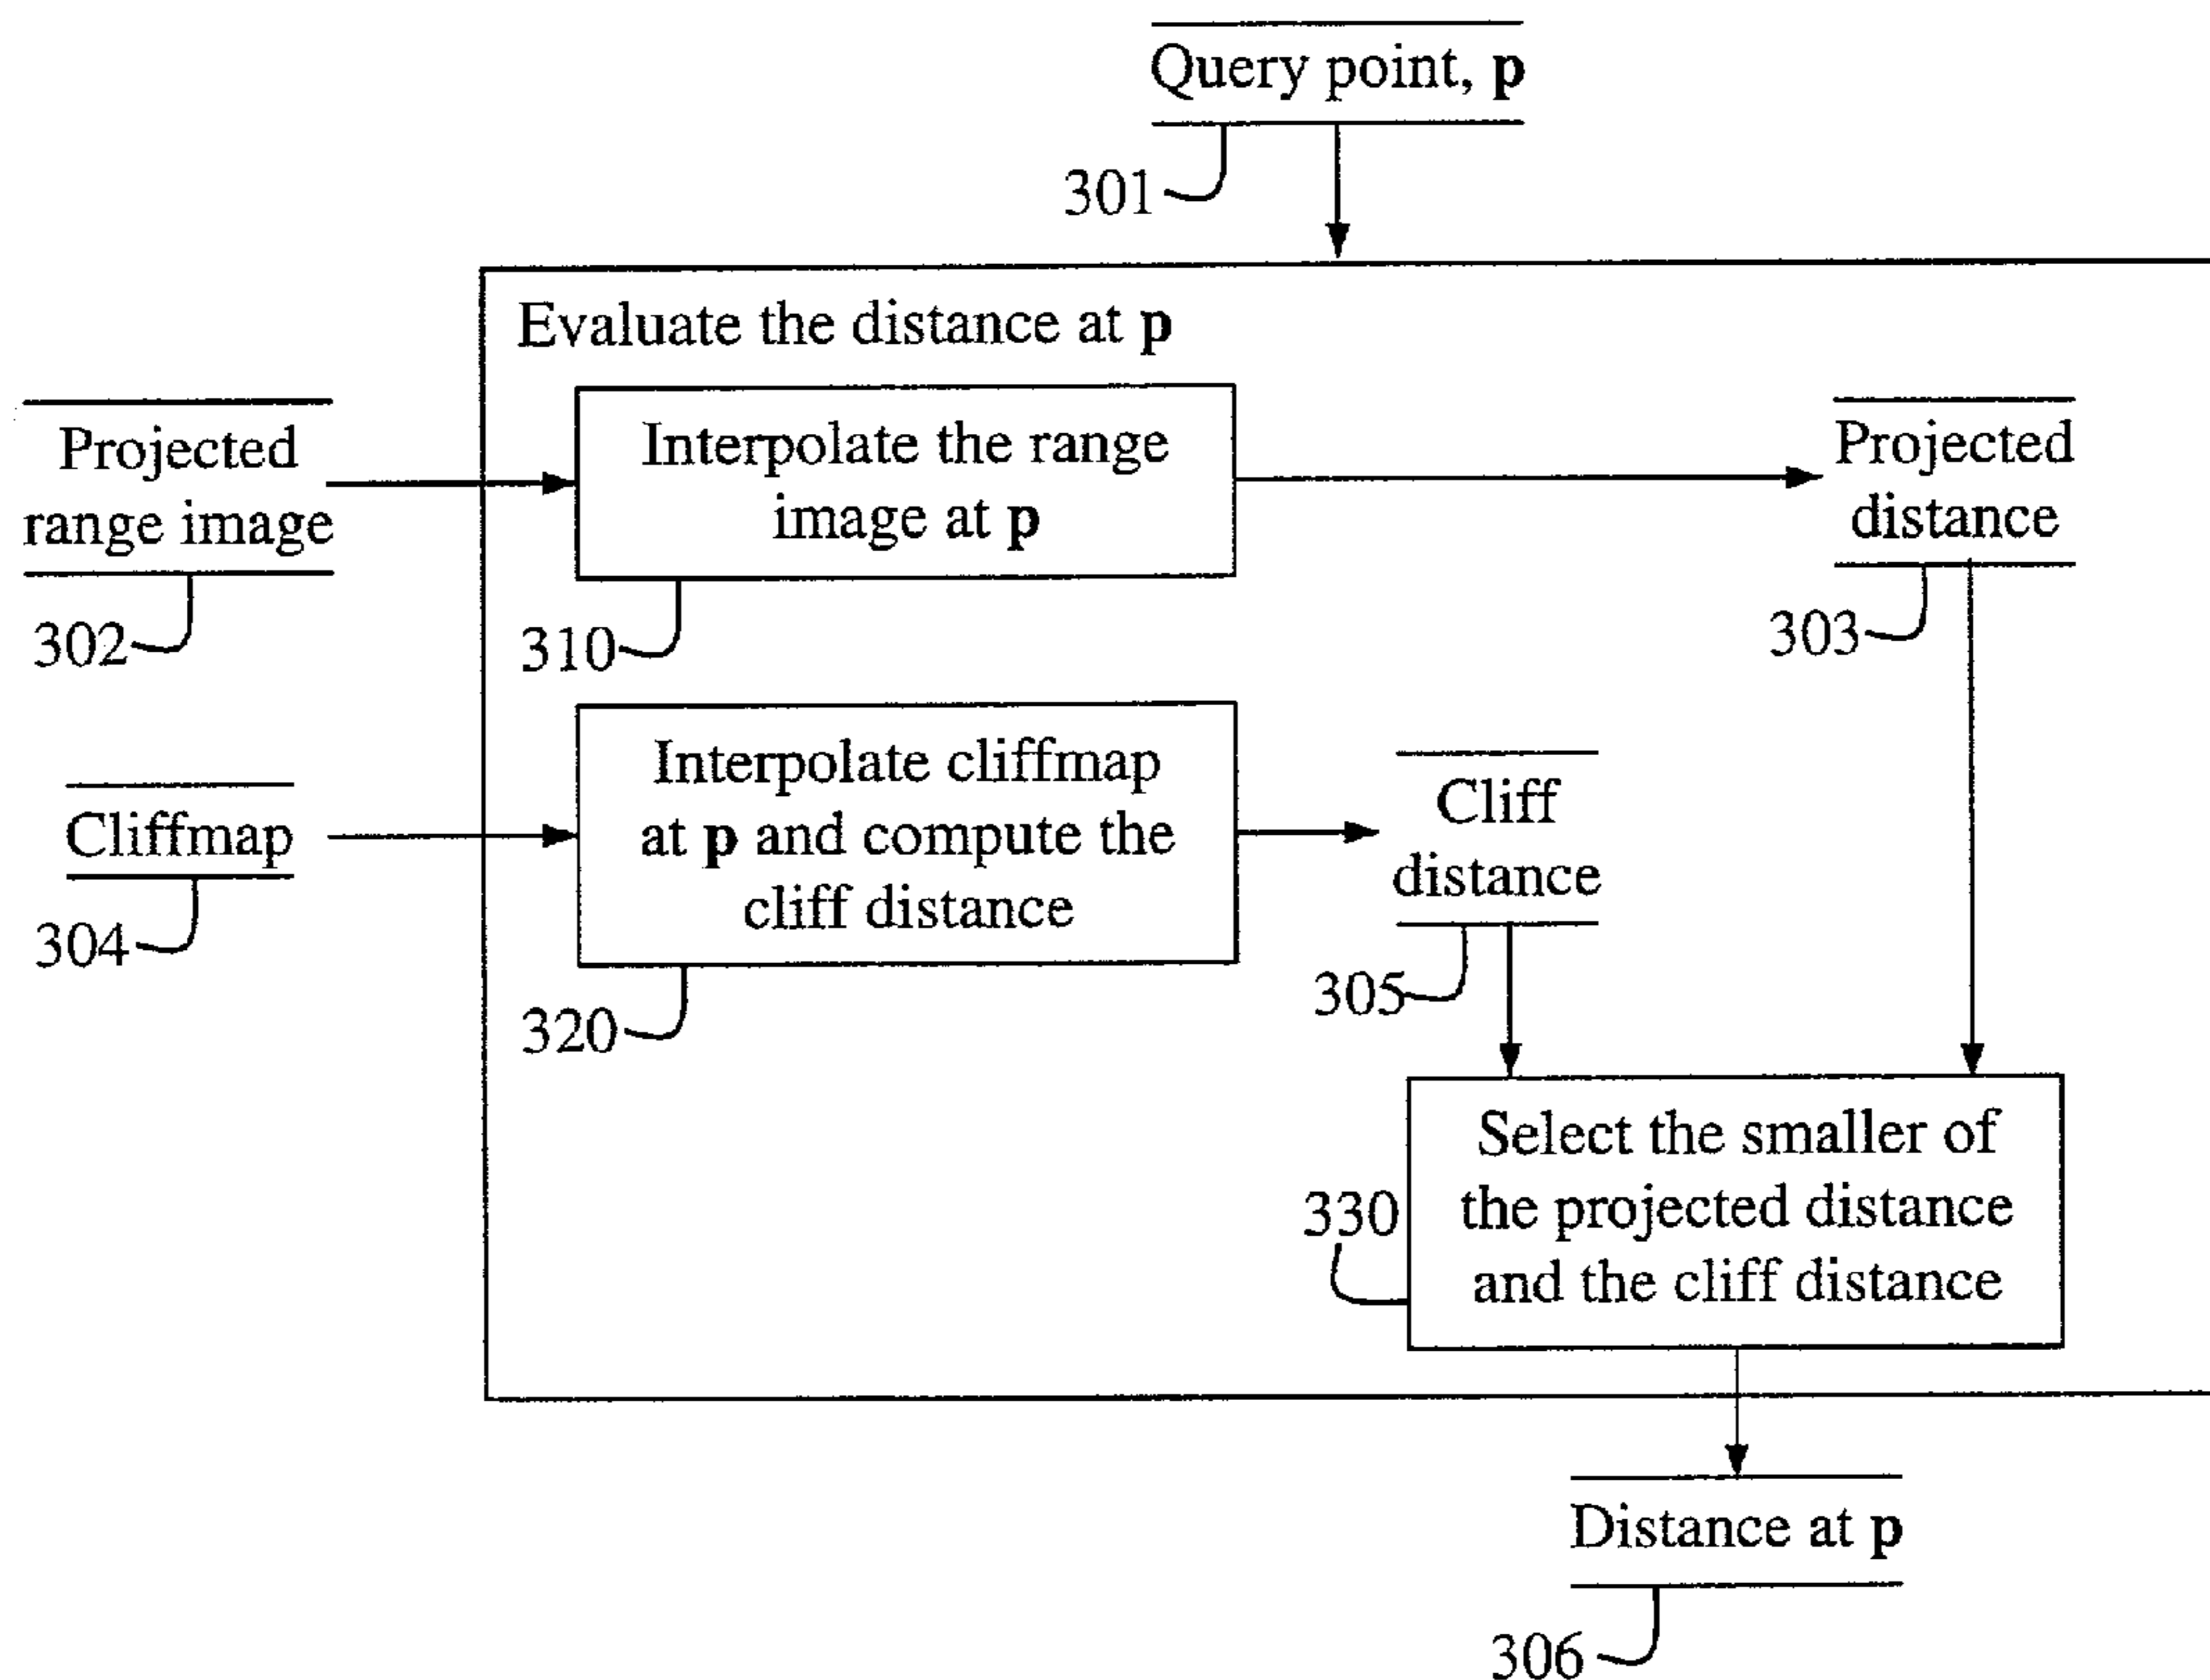 Query point, p
301
Evaluate the distance at p
Projected
range image
302
Interpolate the range
image at p
310
Projected
distance
303
Cliffmap
304
Interpolate cliffmap
at p and compute the
cliff distance
320
Cliff
distance
305
Select the smaller of
the projected distance
and the cliff distance
330
Distance at p
306